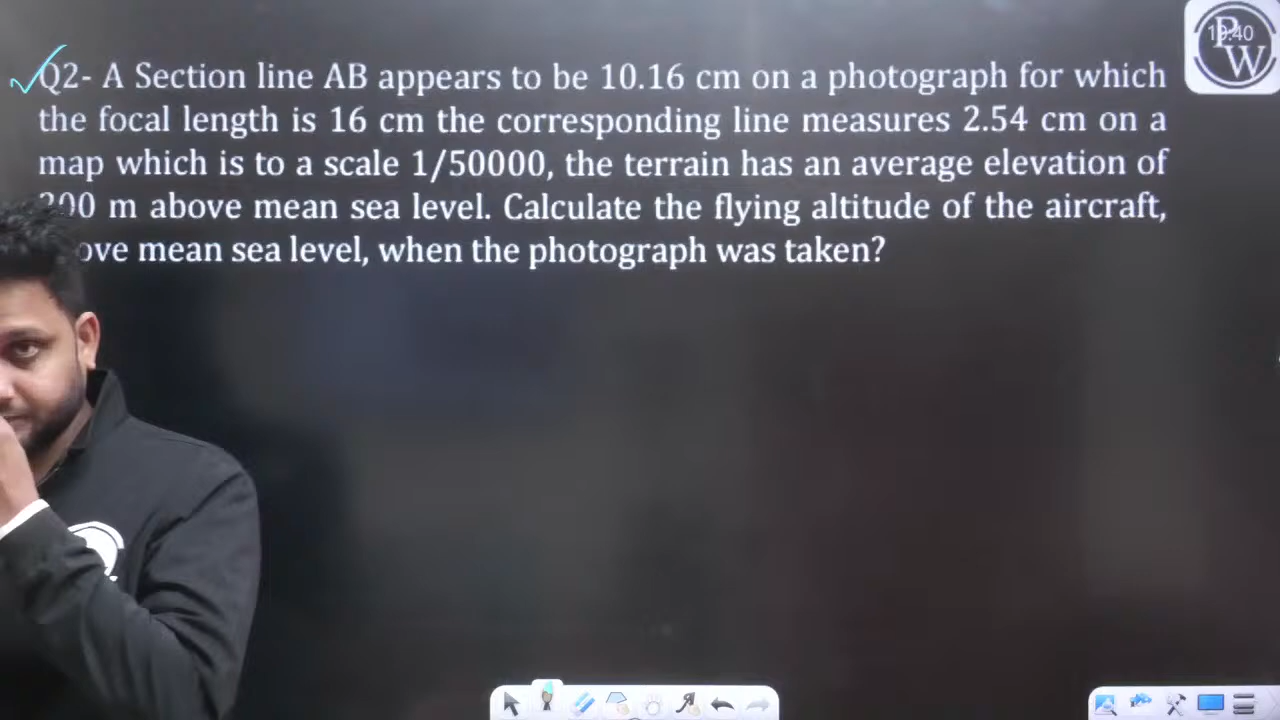 Q2- A Section line AB appears to be 10.16 cm on a photograph for which
the focal length is 16 cm the corresponding line measures 2.54 cm on a
map which is to a scale 1/50000, the terrain has an average elevation of
m above mean sea level. Calculate the flying altitude of the aircraft,
mean sea level, when the photograph was taken?
PW